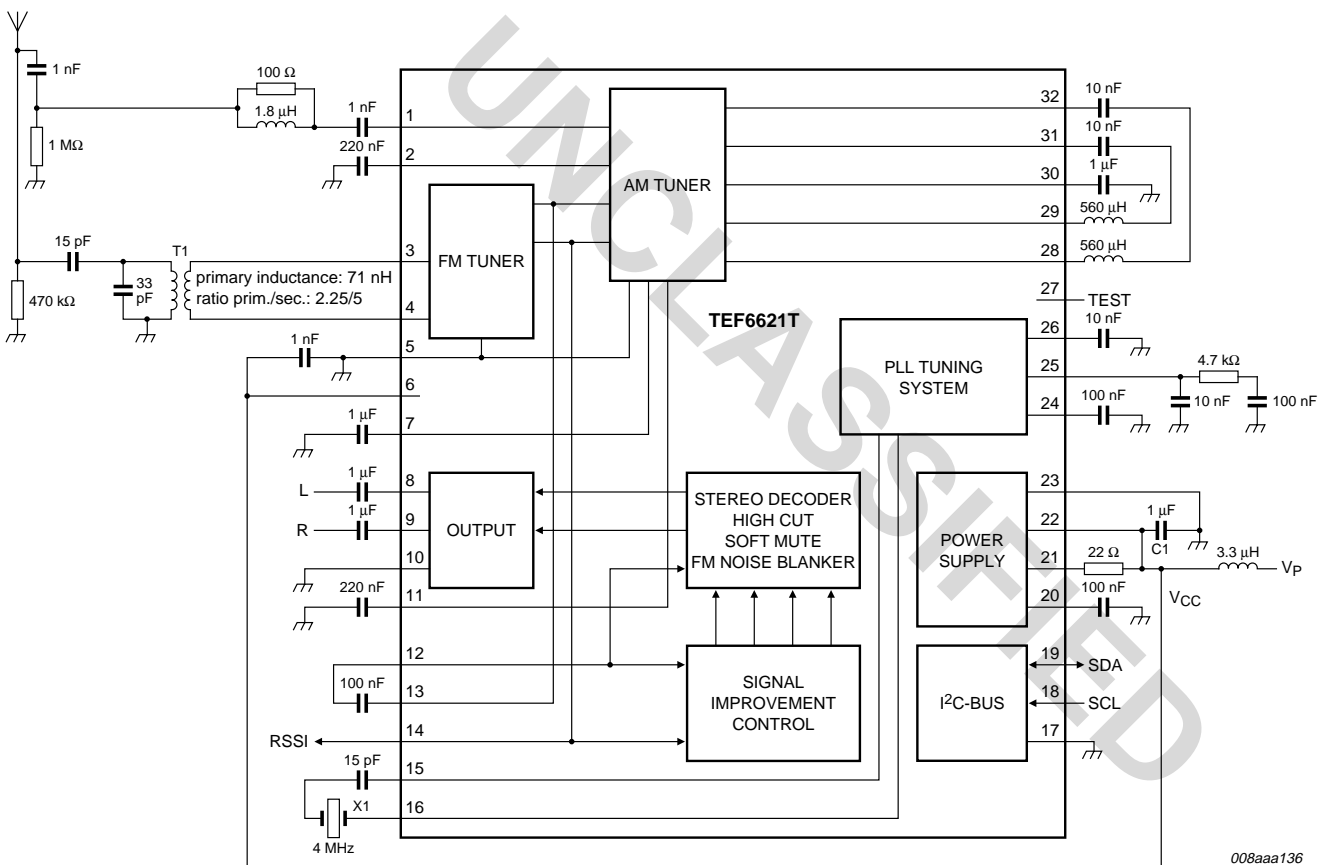 1 nF
1 MΩ
100 Ω
1.8 μH
1 nF
220 nF
15 pF
33
pF
T1
470 kΩ
primary inductance: 71 nH
ratio prim./sec.: 2.25/5
1 nF
1 μF
L
1 μF
R
1 μF
220 nF
100 nF
RSSI
15 pF
X1
4 MHz
1
2
3
4
5
6
7
8
9
10
11
12
13
14
15
16
FM TUNER
AM TUNER
TEF6621T
PLL TUNING
SYSTEM
OUTPUT
STEREO DECODER
HIGH CUT
SOFT MUTE
FM NOISE BLANKER
POWER
SUPPLY
SIGNAL
IMPROVEMENT
CONTROL
I2C-BUS
32
31
30
29
28
27
26
25
24
23
22
21
20
19
18
17
10 nF
10 nF
1 μF
560 μH
560 μH
TEST
10 nF
4.7 kΩ
100 nF
10 nF
100 nF
1 μF
C1
22 Ω
3.3 μH
VP
100 nF
VCC
SDA
SCL
UNCLASSIFIED
008aaa136